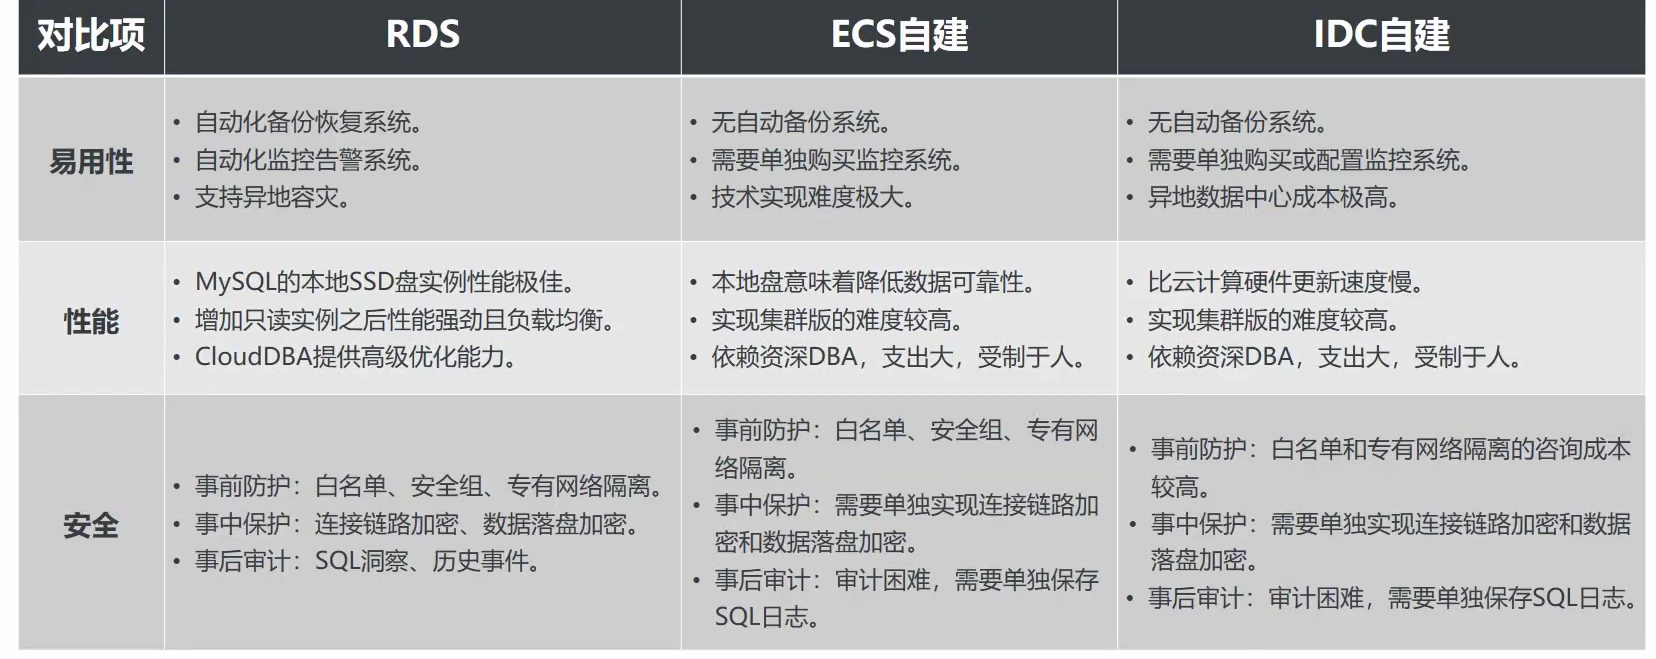 对比项
RDS
ECS自建
IDC自建
易用性
• 自动化备份恢复系统。
• 自动化监控告警系统。
• 支持异地容灾。
• 无自动备份系统。
• 需要单独购买监控系统。
• 技术实现难度极大。
• 无自动备份系统。
• 需要单独购买或配置监控系统。
• 异地数据中心成本极高。
性能
• MySQL的本地SSD盘实例性能极佳。
• 增加只读实例之后性能强劲且负载均衡。
• CloudDBA提供高级优化能力。
• 本地盘意味着降低数据可靠性。
• 实现集群版的难度较高。
• 依赖资深DBA，支出大，受制于人。
• 比云计算硬件更新速度慢。
• 实现集群版的难度较高。
• 依赖资深DBA，支出大，受制于人。
安全
• 事前防护：白名单、安全组、专有网络隔离。
• 事中保护：连接链路加密、数据落盘加密。
• 事后审计：SQL洞察、历史事件。
• 事前防护：白名单、安全组、专有网
络隔离。
• 事中保护：需要单独实现连接链路加
密和数据落盘加密。
• 事后审计：审计困难，需要单独保存
SQL日志。
• 事前防护：白名单和专有网络隔离的咨询成本
较高。
• 事中保护：需要单独实现连接链路加密和数据
落盘加密。
• 事后审计：审计困难，需要单独保存SQL日志。